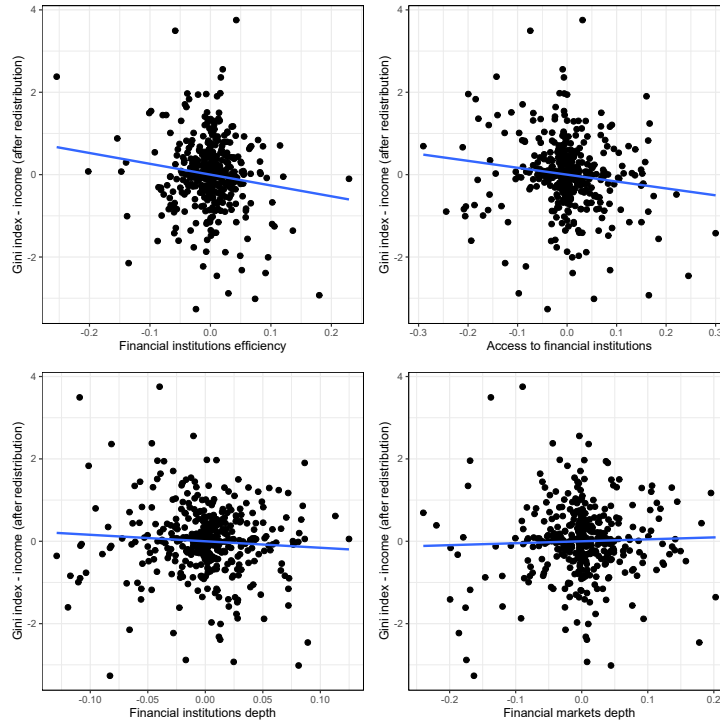 Gini index - income (after redistribution)
4
2
0
-2
-0.2 -0.1 0.0 0.1 0.2
Financial institutions efficiency
Gini index - income (after redistribution)
4
2
0
-2
-0.3 -0.2 -0.1 0.0 0.1 0.2 0.3
Access to financial institutions
Gini index - income (after redistribution)
4
2
0
-2
-0.10 -0.05 0.00 0.05 0.10
Financial institutions depth
Gini index - income (after redistribution)
4
2
0
-2
-0.2 -0.1 0.0 0.1 0.2
Financial markets depth